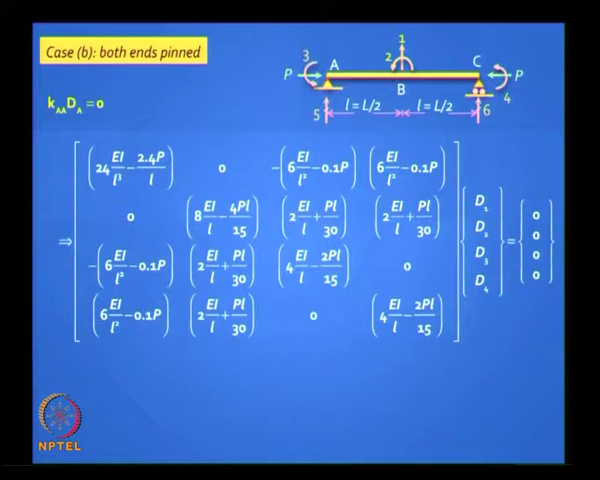 Case (b): both ends pinned
3 A 1 2 C
P P
B 4
5 l = L/2 l = L/2 6
k_AA D_A = 0
⇒ [ (24 EI/l³ − 2.4P/l) 0 −(6 EI/l² − 0.1P) (6 EI/l² − 0.1P) ] { D₁ } = { 0 }
[ 0 (8 EI/l − 4Pl/15) (2 EI/l + Pl/30) (2 EI/l + Pl/30) ] { D₂ } { 0 }
[ −(6 EI/l² − 0.1P) (2 EI/l + Pl/30) (4 EI/l − 2Pl/15) 0 ] { D₃ } { 0 }
[ (6 EI/l² − 0.1P) (2 EI/l + Pl/30) 0 (4 EI/l − 2Pl/15) ] { D₄ } { 0 }
NPTEL